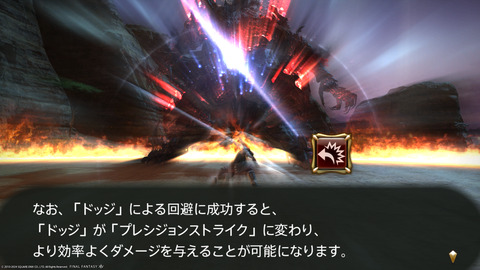 なお、「ドッジ」による回避に成功すると、
「ドッジ」が「プレシジョンストライク」に変わり、
より効率よくダメージを与えることが可能になります。
FINAL FANTASY XIV